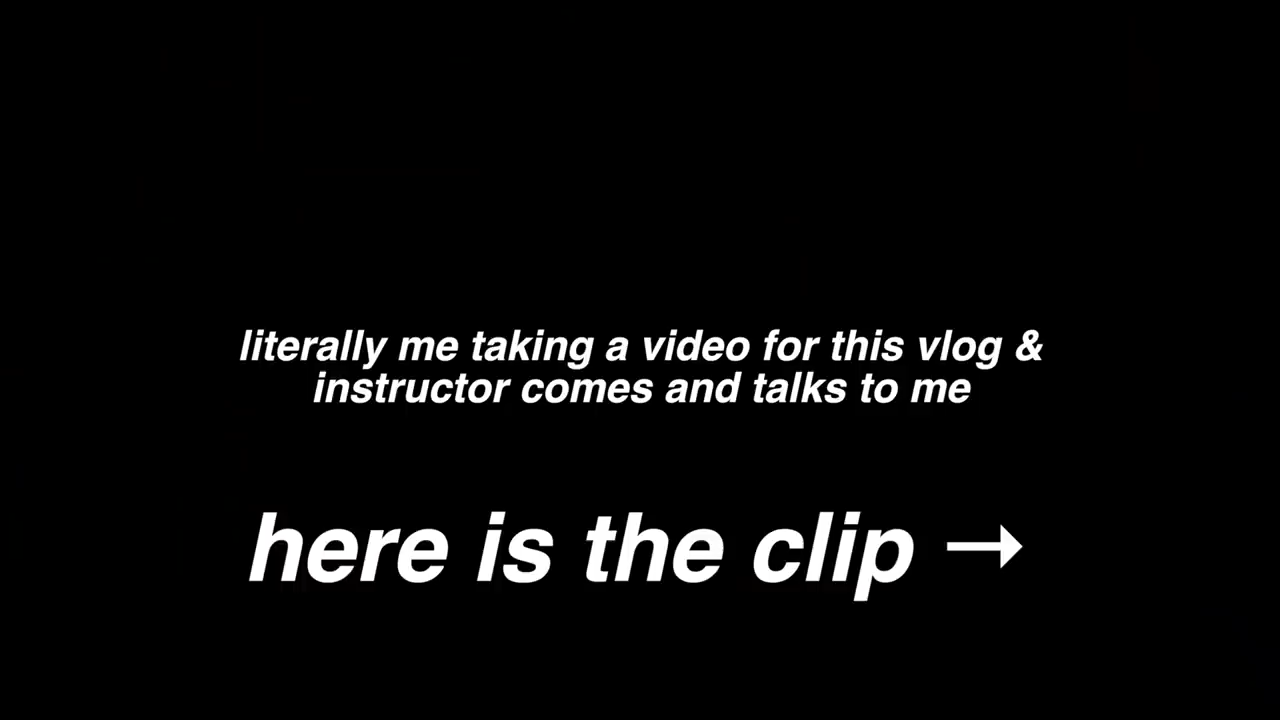 literally me taking a video for this vlog &
instructor comes and talks to me
here is the clip →